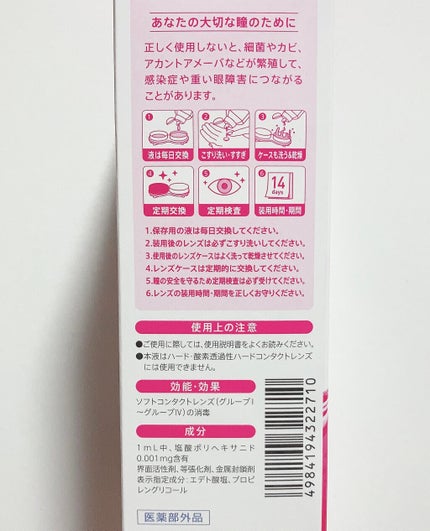 あなたの大切な瞳のために
正しく使用しないと、細菌やカビ、
アカントアメーバなどが繁殖して、
感染症や重い眼障害につながる
ことがあります。
1 2 3
液は毎日交換 こすり洗い・すすぎ ケースも洗う&乾燥
4 5 6
14
days
定期交換 定期検査 装用時間・期間
1.保存用の液は毎日交換してください。
2.装用後のレンズは必ずこすり洗いしてください。
3.使用後のレンズケースはよく洗って乾燥させてください。
4.レンズケースは定期的に交換してください。
5.瞳の安全を守るため定期検査は必ず受けてください。
6.レンズの装用時間・期間を正しくお守りください。
使用上の注意
●ご使用に際しては、使用説明書をよくお読みください。
●本液はハード・酸素透過性ハードコンタクトレンズ
には使用できません。
効能・効果
ソフトコンタクトレンズ(グループI
〜グループIV)の消毒
成分
1mL中、塩酸ポリヘキサニド
0.001mg含有
界面活性剤、等張化剤、金属封鎖剤
表示指定成分:エデト酸塩、プロピ
レングリコール
医薬部外品
4984194322710